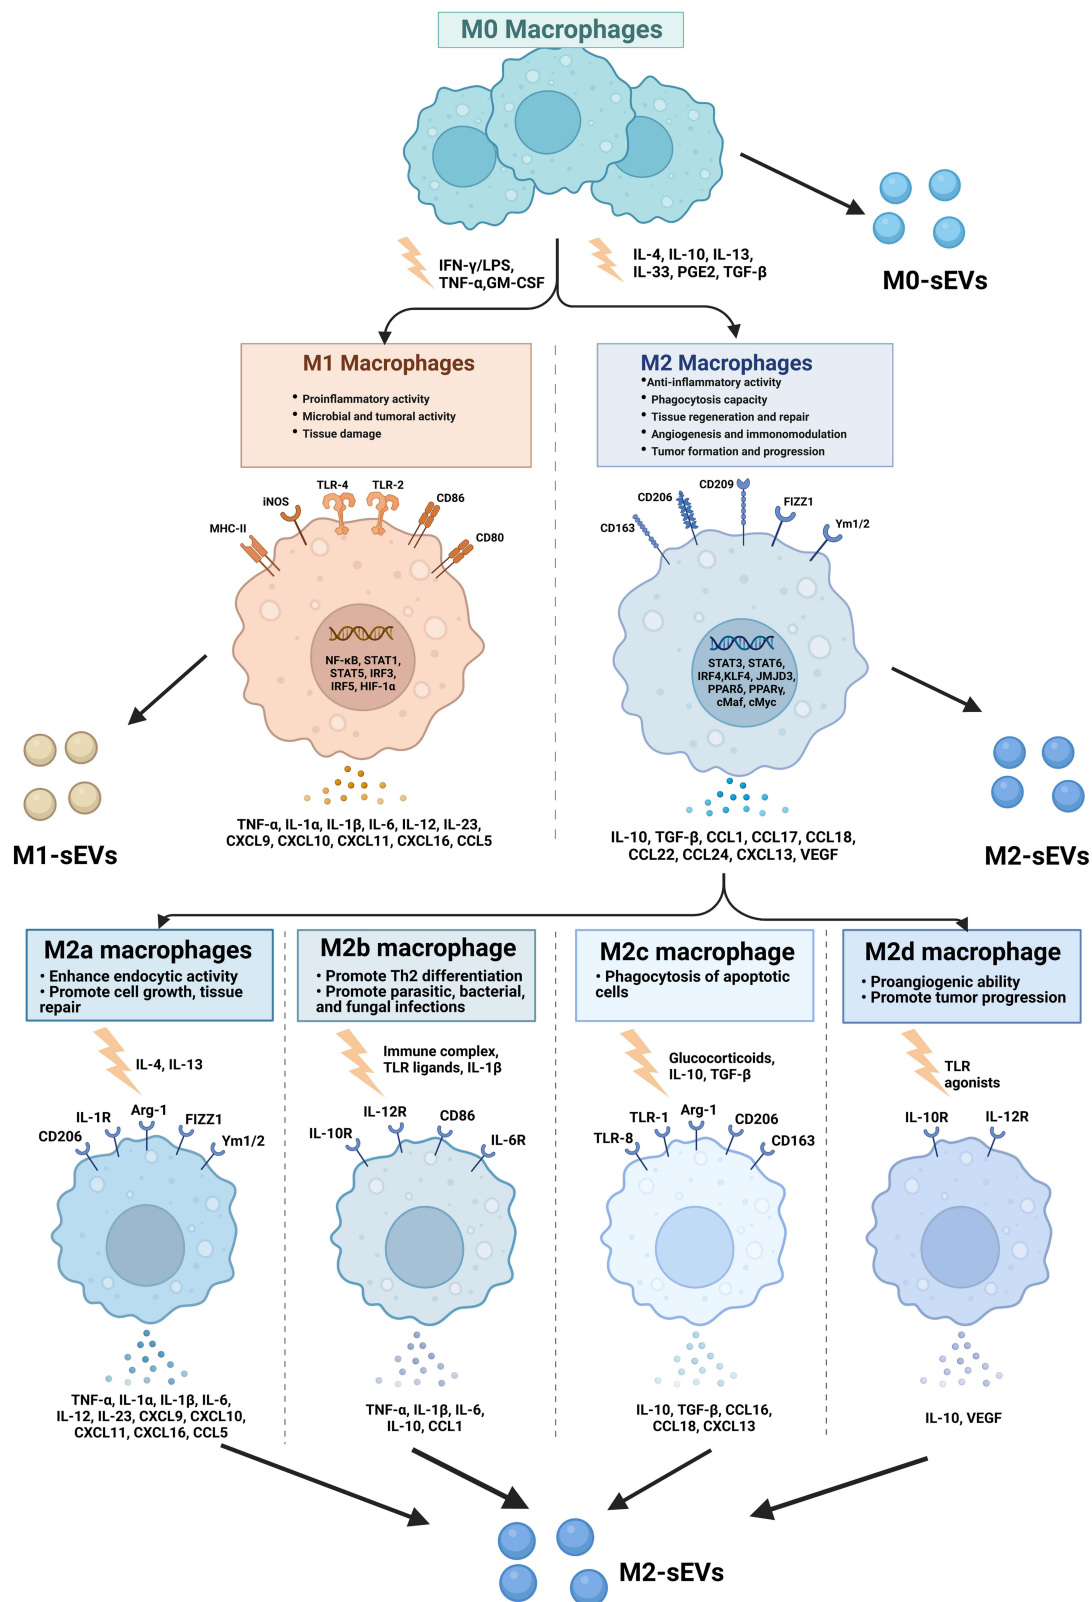 M0 Macrophages
IFN-γ/LPS,
TNF-α,GM-CSF
IL-4, IL-10, IL-13,
IL-33, PGE2, TGF-β
M0-sEVs
M1 Macrophages
• Proinflammatory activity
• Microbial and tumoral activity
• Tissue damage
M2 Macrophages
•Anti-inflammatory activity
• Phagocytosis capacity
• Tissue regeneration and repair
• Angiogenesis and immonomodulation
• Tumor formation and progression
MHC-II
iNOS
TLR-4
TLR-2
CD86
CD80
NF-κB, STAT1,
STAT5, IRF3,
IRF5, HIF-1α
TNF-α, IL-1α, IL-1β, IL-6, IL-12, IL-23,
CXCL9, CXCL10, CXCL11, CXCL16, CCL5
M1-sEVs
CD163
CD206
CD209
FIZZ1
Ym1/2
STAT3, STAT6,
IRF4,KLF4, JMJD3,
PPARδ, PPARγ,
cMaf, cMyc
IL-10, TGF-β, CCL1, CCL17, CCL18,
CCL22, CCL24, CXCL13, VEGF
M2-sEVs
M2a macrophages
• Enhance endocytic activity
• Promote cell growth, tissue
repair
IL-4, IL-13
CD206
IL-1R
Arg-1
FIZZ1
Ym1/2
TNF-α, IL-1α, IL-1β, IL-6,
IL-12, IL-23, CXCL9, CXCL10,
CXCL11, CXCL16, CCL5
M2b macrophage
• Promote Th2 differentiation
• Promote parasitic, bacterial,
and fungal infections
Immune complex,
TLR ligands, IL-1β
IL-10R
IL-12R
CD86
IL-6R
TNF-α, IL-1β, IL-6,
IL-10, CCL1
M2c macrophage
• Phagocytosis of apoptotic
cells
Glucocorticoids,
IL-10, TGF-β
TLR-8
TLR-1
Arg-1
CD206
CD163
IL-10, TGF-β, CCL16,
CCL18, CXCL13
M2d macrophage
• Proangiogenic ability
• Promote tumor progression
TLR
agonists
IL-10R
IL-12R
IL-10, VEGF
M2-sEVs